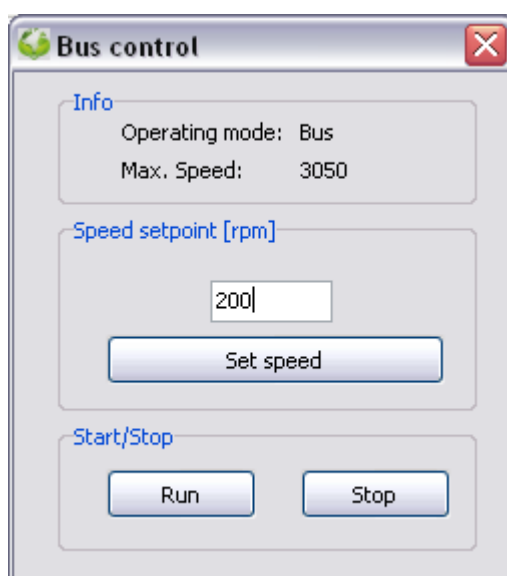 Bus control
Info
Operating mode: Bus
Max. Speed: 3050
Speed setpoint [rpm]
200
Set speed
Start/Stop
Run Stop